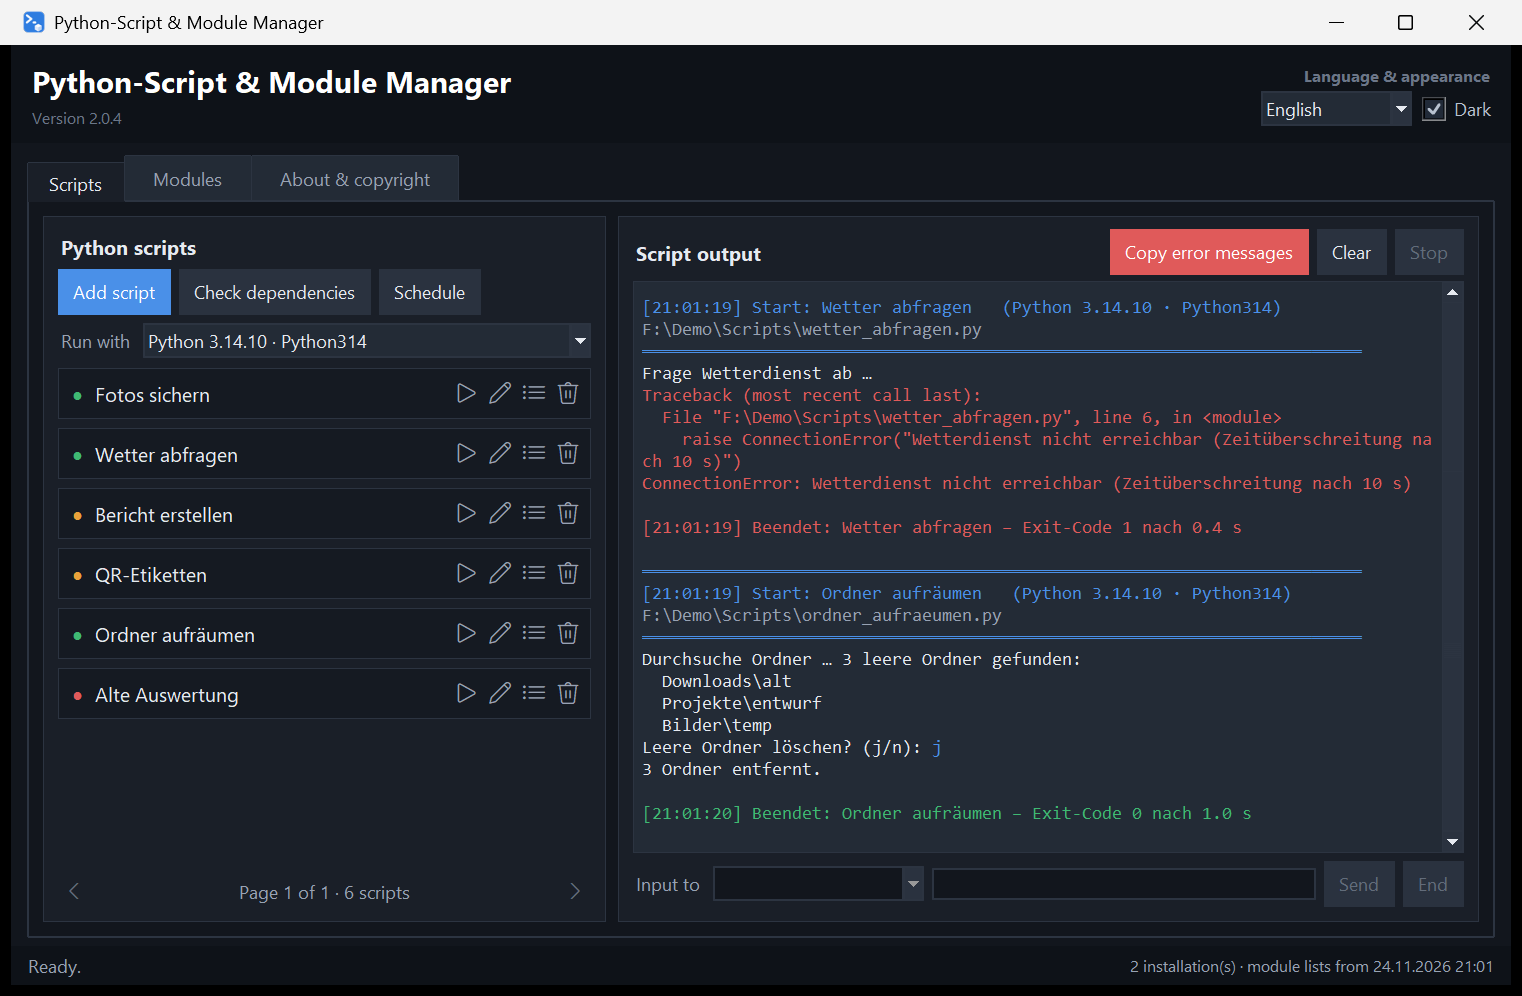 Python-Script & Module Manager
Python-Script & Module Manager
Version 2.0.4
Language & appearance
English
Dark
Scripts
Modules
About & copyright
Python scripts
Add script
Check dependencies
Schedule
Run with
Python 3.14.10 · Python314
Fotos sichern
Wetter abfragen
Bericht erstellen
QR-Etiketten
Ordner aufräumen
Alte Auswertung
Page 1 of 1 · 6 scripts
Script output
Copy error messages
Clear
Stop
[21:01:19] Start: Wetter abfragen   (Python 3.14.10 · Python314)
F:\Demo\Scripts\wetter_abfragen.py
Frage Wetterdienst ab …
Traceback (most recent call last):
  File "F:\Demo\Scripts\wetter_abfragen.py", line 6, in <module>
    raise ConnectionError("Wetterdienst nicht erreichbar (Zeitüberschreitung na
ch 10 s)")
ConnectionError: Wetterdienst nicht erreichbar (Zeitüberschreitung nach 10 s)
[21:01:19] Beendet: Wetter abfragen – Exit-Code 1 nach 0.4 s
[21:01:19] Start: Ordner aufräumen   (Python 3.14.10 · Python314)
F:\Demo\Scripts\ordner_aufraeumen.py
Durchsuche Ordner … 3 leere Ordner gefunden:
  Downloads\alt
  Projekte\entwurf
  Bilder\temp
Leere Ordner löschen? (j/n): j
3 Ordner entfernt.
[21:01:20] Beendet: Ordner aufräumen – Exit-Code 0 nach 1.0 s
Input to
Send
End
Ready.
2 installation(s) · module lists from 24.11.2026 21:01